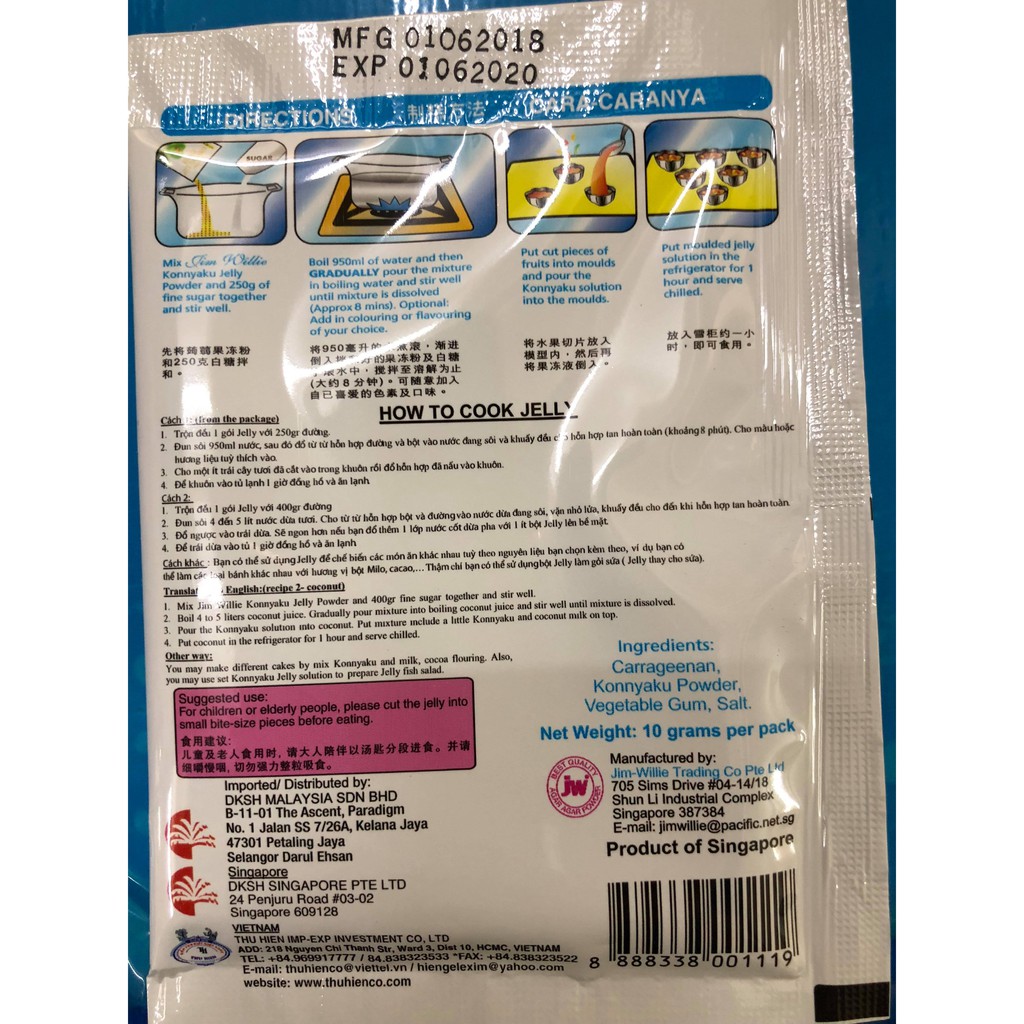 MFG 01062018
EXP 01062020
DIRECTIONS 制造方法 CARA-CARANYA
SUGAR
Mix Jim Willie
Konnyaku Jelly
Powder and 250g of
fine sugar together
and stir well.
Boil 950ml of water and then
GRADUALLY pour the mixture
in boiling water and stir well
until mixture is dissolved
(Approx 8 mins). Optional:
Add in colouring or flavouring
of your choice.
Put cut pieces of
fruits into moulds
and pour the
Konnyaku solution
into the moulds.
Put moulded jelly
solution in the
refrigerator for 1
hour and serve
chilled.
先将蒟蒻果冻粉
和250克白糖拌
和。
将950毫升的 煮滚，渐进
倒入拌 的果冻粉及白糖
滚水中，搅拌至溶解为止
(大约8分钟)。可随意加入
自己喜爱的色素及口味。
将水果切片放入
模型内，然后再
将果冻液倒入。
放入雪柜约一小
时，即可食用。
HOW TO COOK JELLY
Cách 1: (from the package)
1. Trộn đều 1 gói Jelly với 250gr đường.
2. Đun sôi 950ml nước, sau đó đổ từ từ hỗn hợp đường và bột vào nước đang sôi và khuấy đều cho hỗn hợp tan hoàn toàn (khoảng 8 phút). Cho màu hoặc
hương liệu tuỳ thích vào.
3. Cho một ít trái cây tươi đã cắt vào trong khuôn rồi đổ hỗn hợp đã nấu vào khuôn.
4. Để khuôn vào tủ lạnh 1 giờ đồng hồ và ăn lạnh
Cách 2:
1. Trộn đều 1 gói Jelly với 400gr đường
2. Đun sôi 4 đến 5 lít nước dừa tươi. Cho từ từ hỗn hợp bột và đường vào nước dừa đang sôi, vặn nhỏ lửa, khuấy đều cho đến khi hỗn hợp tan hoàn toàn.
3. Đổ ngược vào trái dừa. Sẽ ngon hơn nếu bạn đổ thêm 1 lớp nước cốt dừa pha với 1 ít bột Jelly lên bề mặt.
4. Để trái dừa vào tủ 1 giờ đồng hồ và ăn lạnh
Cách khác : Bạn có thể sử dụng Jelly để chế biến các món ăn khác nhau tuỳ theo nguyên liệu bạn chọn kèm theo, ví dụ bạn có
thể làm các loại bánh khác nhau với hương vị bột Milo, cacao,... Thậm chí bạn có thể sử dụng bột Jelly làm gỏi sứa ( Jelly thay cho sứa).
English:(recipe 2- coconut)
1. Mix Jim Willie Konnyaku Jelly Powder and 400gr fine sugar together and stir well.
2. Boil 4 to 5 liters coconut juice. Gradually pour mixture into boiling coconut juice and stir well until mixture is dissolved.
3. Pour the Konnyaku solution into coconut. Put mixture include a little Konnyaku and coconut milk on top.
4. Put coconut in the refrigerator for 1 hour and serve chilled.
Other way:
You may make different cakes by mix Konnyaku and milk, cocoa flouring. Also,
you may use set Konnyaku Jelly solution to prepare Jelly fish salad.
Suggested use:
For children or elderly people, please cut the jelly into
small bite-size pieces before eating.
食用建议:
儿童及老人食用时，请大人陪伴以汤匙分段进食。并请
细嚼慢咽，切勿强力整粒吸食。
Ingredients:
Carrageenan,
Konnyaku Powder,
Vegetable Gum, Salt.
Net Weight: 10 grams per pack
BEST QUALITY
jw
AGAR AGAR POWDER
Manufactured by:
Jim-Willie Trading Co Pte Ltd
705 Sims Drive #04-14/18
Shun Li Industrial Complex
Singapore 387384
E-mail: jimwillie@pacific.net.sg
Product of Singapore
Imported/ Distributed by:
DKSH MALAYSIA SDN BHD
B-11-01 The Ascent, Paradigm
No. 1 Jalan SS 7/26A, Kelana Jaya
47301 Petaling Jaya
Selangor Darul Ehsan
Singapore
DKSH SINGAPORE PTE LTD
24 Penjuru Road #03-02
Singapore 609128
VIETNAM
THU HIEN IMP-EXP INVESTMENT CO, LTD
ADD: 218 Nguyen Chi Thanh Str, Ward 3, Dist 10, HCMC, VIETNAM
TEL: +84.969917777 / 84.838323533 *FAX: +84.838323522
E-mail: thuhienco@viettel.vn / hiengelexim@yahoo.com
website: www.thuhienco.com
8 888338 001119